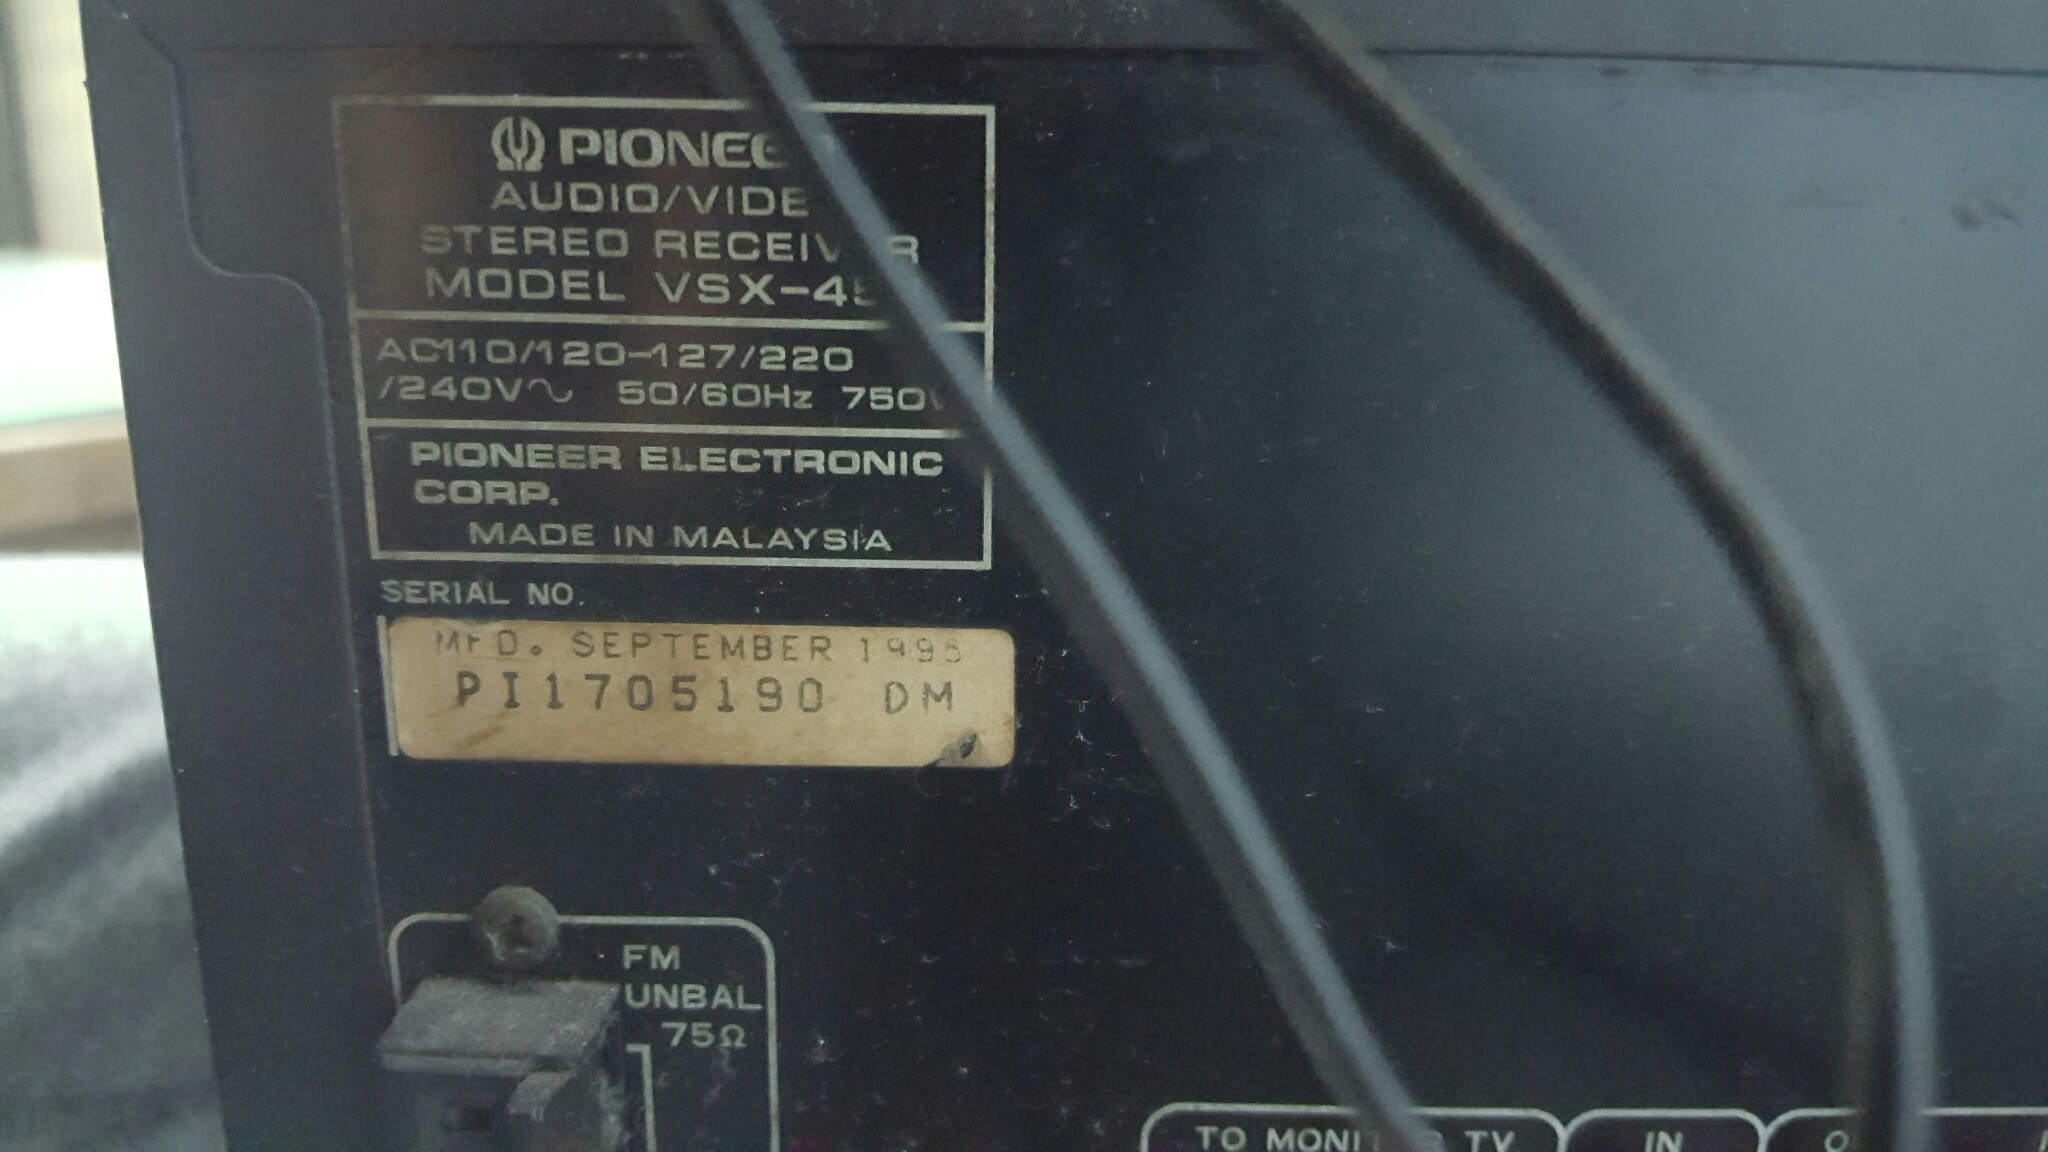 PIONEE
AUDIO/VIDE
STEREO RECEIV R
MODEL VSX-45
AC110/120-127/220
/240V~ 50/60Hz 750
PIONEER ELECTRONIC
CORP.
MADE IN MALAYSIA
SERIAL NO.
MFD. SEPTEMBER
PI1705190 DM
FM
UNBAL
75Ω
TO TV
IN